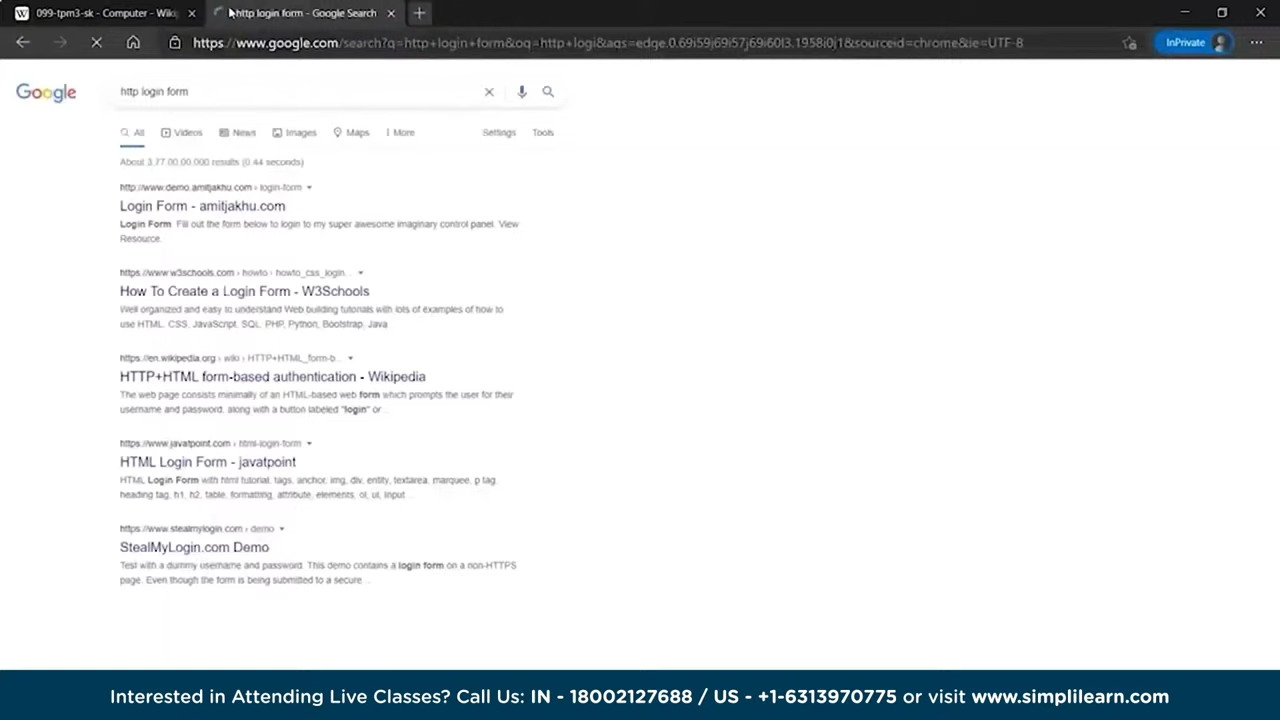 W 099-tpm3-sk - Computer - Wiki
http login form - Google Search
https://www.google.com/search?q=http+login+form&oq=http+logi&aqs=edge.0.69i59j69i57j69i60l3.1958j0j1&sourceid=chrome&ie=UTF-8
InPrivate
Google
http login form
All Videos News Images Maps More Settings Tools
About 3,77,00,00,000 results (0.44 seconds)
http://www.demo.amitjakhu.com › login-form
Login Form - amitjakhu.com
Login Form Fill out the form below to login to my super awesome imaginary control panel. View
Resource.
https://www.w3schools.com › howto › howto_css_login...
How To Create a Login Form - W3Schools
Well organized and easy to understand Web building tutorials with lots of examples of how to
use HTML, CSS, JavaScript, SQL, PHP, Python, Bootstrap, Java
https://en.wikipedia.org › wiki › HTTP+HTML_form-b...
HTTP+HTML form-based authentication - Wikipedia
The web page consists minimally of an HTML-based web form which prompts the user for their
username and password, along with a button labeled "login" or ...
https://www.javatpoint.com › html-login-form
HTML Login Form - javatpoint
HTML Login Form with html tutorial, tags, anchor, img, div, entity, textarea, marquee, p tag,
heading tag, h1, h2, table, formatting, attribute, elements, ol, ul, input...
https://www.stealmylogin.com › demo
StealMyLogin.com Demo
Test with a dummy username and password. This demo contains a login form on a non-HTTPS
page. Even though the form is being submitted to a secure ...
Interested in Attending Live Classes? Call Us: IN - 18002127688 / US - +1-6313970775 or visit www.simplilearn.com